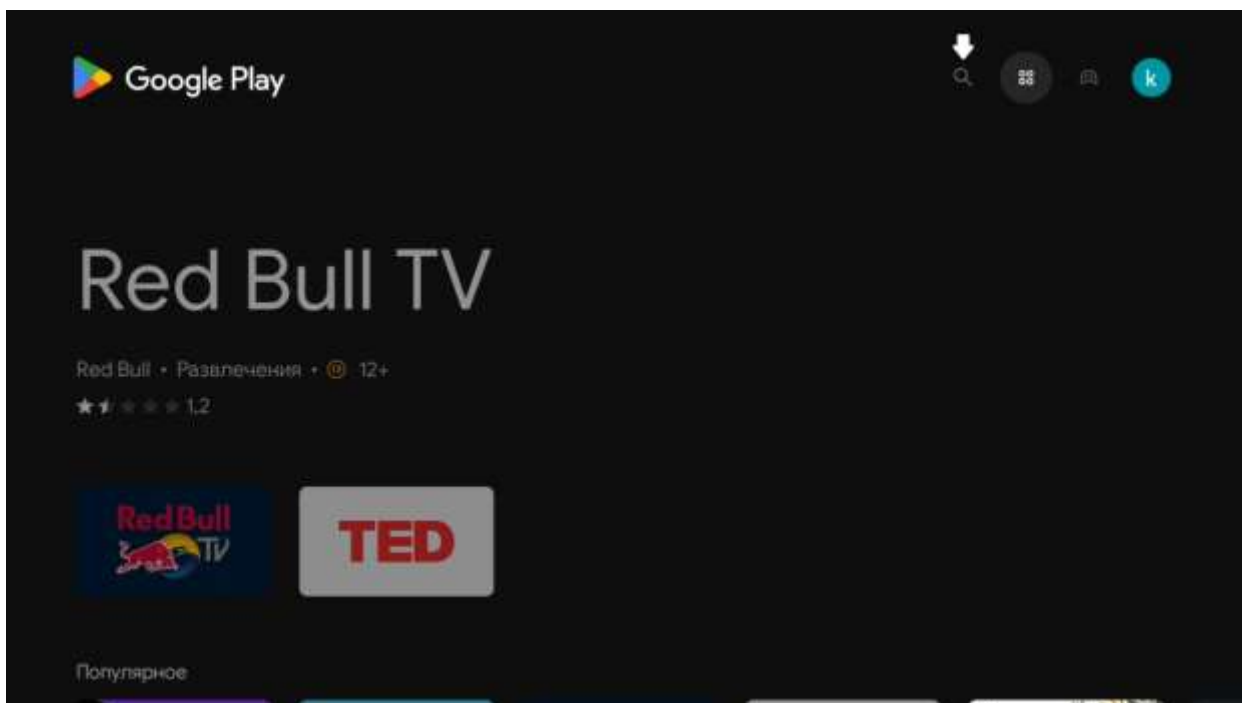 Google Play
k
Red Bull TV
Red Bull • Развлечения • 12+
1,2
Red Bull
TV
TED
Популярное